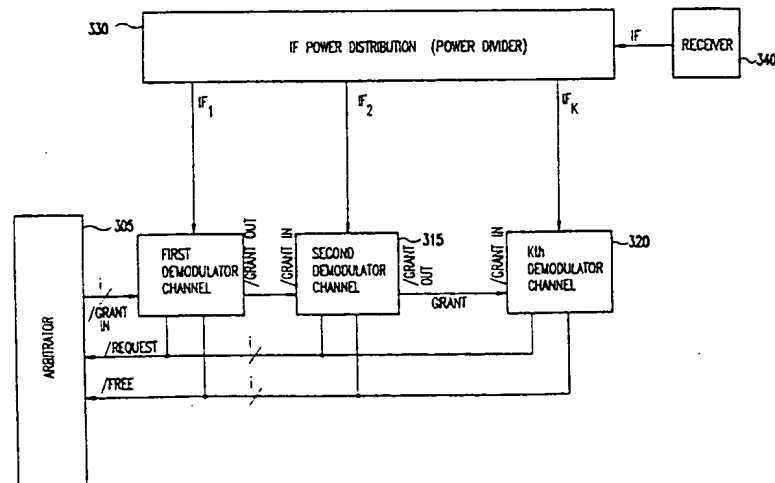 330
IF POWER DISTRIBUTION (POWER DIVIDER)
IF
RECEIVER
340
IF1
IF2
IFK
305
ARBITRATOR
i
/GRANT
IN
FIRST
DEMODULATOR
CHANNEL
/GRANT OUT
/GRANT IN
SECOND
DEMODULATOR
CHANNEL
315
/GRANT
OUT
GRANT
/GRANT IN
Kth
DEMODULATOR
CHANNEL
320
/REQUEST
i
/FREE
i